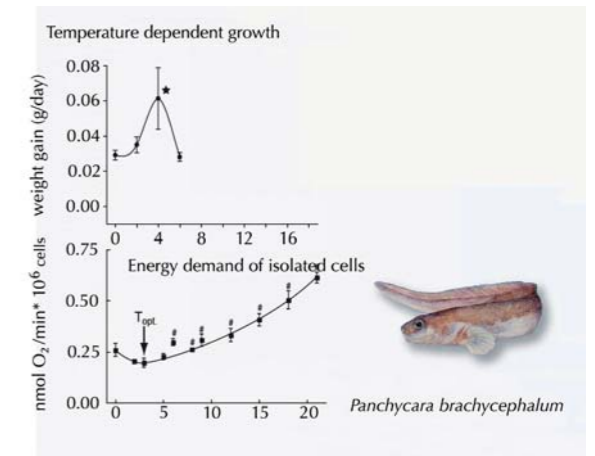 Temperature dependent growth
weight gain (g/day)
0.08
0.06
0.04
0.02
0.00
0 4 8 12 16
nmol O2/min* 10⁶ cells
0.75
0.50
0.25
0.00
Energy demand of isolated cells
Topt.
# # # # # #
0 5 10 15 20
Panchycara brachycephalum